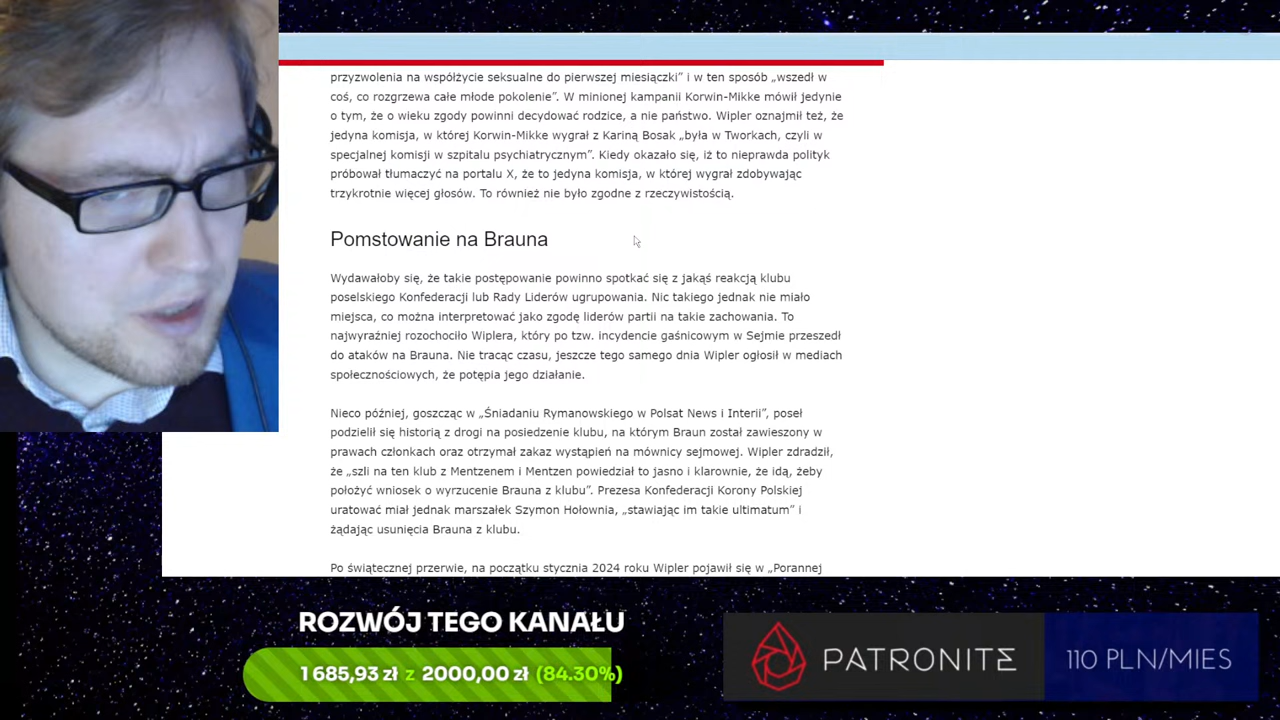 przyzwolenia na współżycie seksualne do pierwszej miesiączki” i w ten sposób „wszedł w
coś, co rozgrzewa całe młode pokolenie”. W minionej kampanii Korwin-Mikke mówił jedynie
o tym, że o wieku zgody powinni decydować rodzice, a nie państwo. Wipler oznajmił też, że
jedyna komisja, w której Korwin-Mikke wygrał z Kariną Bosak „była w Tworkach, czyli w
specjalnej komisji w szpitalu psychiatrycznym”. Kiedy okazało się, iż to nieprawda polityk
próbował tłumaczyć na portalu X, że to jedyna komisja, w której wygrał zdobywając
trzykrotnie więcej głosów. To również nie było zgodne z rzeczywistością.
Pomstowanie na Brauna
Wydawałoby się, że takie postępowanie powinno spotkać się z jakąś reakcją klubu
poselskiego Konfederacji lub Rady Liderów ugrupowania. Nic takiego jednak nie miało
miejsca, co można interpretować jako zgodę liderów partii na takie zachowania. To
najwyraźniej rozochociło Wiplera, który po tzw. incydencie gaśnicowym w Sejmie przeszedł
do ataków na Brauna. Nie tracąc czasu, jeszcze tego samego dnia Wipler ogłosił w mediach
społecznościowych, że potępia jego działanie.
Nieco później, goszcząc w „Śniadaniu Rymanowskiego w Polsat News i Interii”, poseł
podzielił się historią z drogi na posiedzenie klubu, na którym Braun został zawieszony w
prawach członkach oraz otrzymał zakaz wystąpień na mównicy sejmowej. Wipler zdradził,
że „szli na ten klub z Mentzenem i Mentzen powiedział to jasno i klarownie, że idą, żeby
położyć wniosek o wyrzucenie Brauna z klubu”. Prezesa Konfederacji Korony Polskiej
uratować miał jednak marszałek Szymon Hołownia, „stawiając im takie ultimatum” i
żądając usunięcia Brauna z klubu.
Po świątecznej przerwie, na początku stycznia 2024 roku Wipler pojawił się w „Porannej
ROZWÓJ TEGO KANAŁU
1 685,93 zł z 2000,00 zł (84.30%)
PATRONITE
110 PLN/MIES